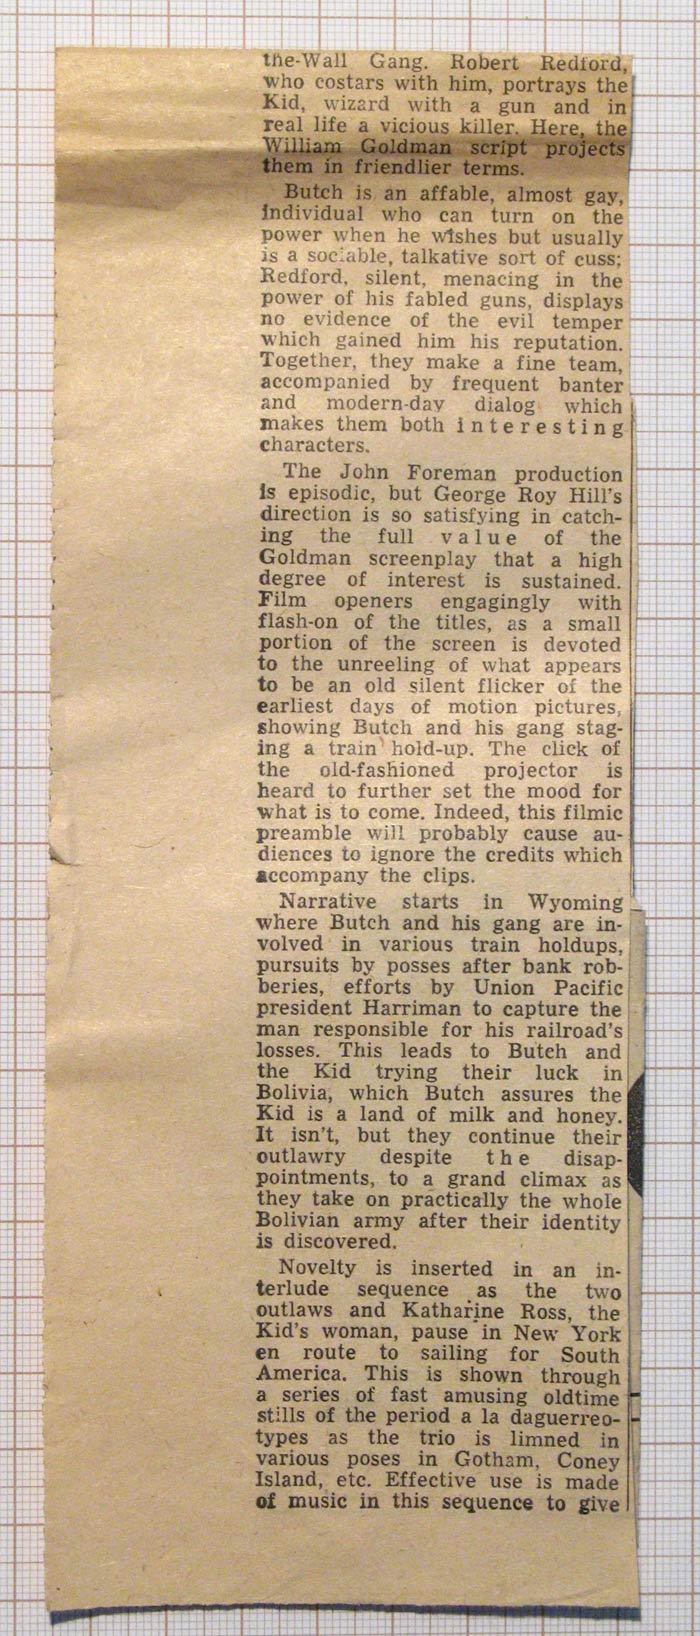 the-Wall Gang. Robert Redford,
who costars with him, portrays the
Kid, wizard with a gun and in
real life a vicious killer. Here, the
William Goldman script projects
them in friendlier terms.
Butch is an affable, almost gay,
individual who can turn on the
power when he wishes but usually
is a sociable, talkative sort of cuss;
Redford, silent, menacing in the
power of his fabled guns, displays
no evidence of the evil temper
which gained him his reputation.
Together, they make a fine team,
accompanied by frequent banter
and modern-day dialog which
makes them both interesting
characters.
The John Foreman production
is episodic, but George Roy Hill's
direction is so satisfying in catch-
ing the full value of the
Goldman screenplay that a high
degree of interest is sustained.
Film openers engagingly with
flash-on of the titles, as a small
portion of the screen is devoted
to the unreeling of what appears
to be an old silent flicker of the
earliest days of motion pictures,
showing Butch and his gang stag-
ing a train hold-up. The click of
the old-fashioned projector is
heard to further set the mood for
what is to come. Indeed, this filmic
preamble will probably cause au-
diences to ignore the credits which
accompany the clips.
Narrative starts in Wyoming
where Butch and his gang are in-
volved in various train holdups,
pursuits by posses after bank rob-
beries, efforts by Union Pacific
president Harriman to capture the
man responsible for his railroad's
losses. This leads to Butch and
the Kid trying their luck in
Bolivia, which Butch assures the
Kid is a land of milk and honey.
It isn't, but they continue their
outlawry despite the disap-
pointments, to a grand climax as
they take on practically the whole
Bolivian army after their identity
is discovered.
Novelty is inserted in an in-
terlude sequence as the two
outlaws and Katharine Ross, the
Kid's woman, pause in New York
en route to sailing for South
America. This is shown through
a series of fast amusing oldtime
stills of the period a la daguerreo-
types as the trio is limned in
various poses in Gotham, Coney
Island, etc. Effective use is made
of music in this sequence to give